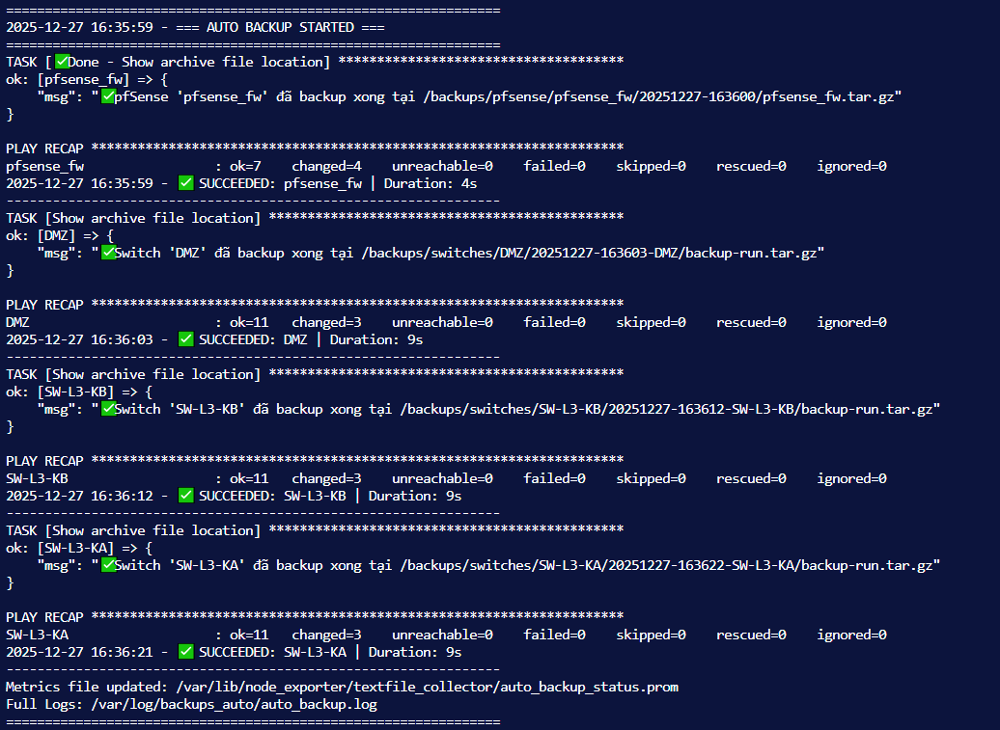 ================================================================
2025-12-27 16:35:59 - === AUTO BACKUP STARTED ===
================================================================
TASK [ ✅Done - Show archive file location] *************************************
ok: [pfsense_fw] => {
    "msg": "✅pfSense 'pfsense_fw' đã backup xong tại /backups/pfsense/pfsense_fw/20251227-163600/pfsense_fw.tar.gz"
}

PLAY RECAP *********************************************************************
pfsense_fw                 : ok=7    changed=4    unreachable=0    failed=0    skipped=0    rescued=0    ignored=0
2025-12-27 16:35:59 - ✅ SUCCEEDED: pfsense_fw | Duration: 4s
----------------------------------------------------------------
TASK [Show archive file location] **********************************************
ok: [DMZ] => {
    "msg": "✅Switch 'DMZ' đã backup xong tại /backups/switches/DMZ/20251227-163603-DMZ/backup-run.tar.gz"
}

PLAY RECAP *********************************************************************
DMZ                        : ok=11   changed=3    unreachable=0    failed=0    skipped=0    rescued=0    ignored=0
2025-12-27 16:36:03 - ✅ SUCCEEDED: DMZ | Duration: 9s
----------------------------------------------------------------
TASK [Show archive file location] **********************************************
ok: [SW-L3-KB] => {
    "msg": "✅Switch 'SW-L3-KB' đã backup xong tại /backups/switches/SW-L3-KB/20251227-163612-SW-L3-KB/backup-run.tar.gz"
}

PLAY RECAP *********************************************************************
SW-L3-KB                   : ok=11   changed=3    unreachable=0    failed=0    skipped=0    rescued=0    ignored=0
2025-12-27 16:36:12 - ✅ SUCCEEDED: SW-L3-KB | Duration: 9s
----------------------------------------------------------------
TASK [Show archive file location] **********************************************
ok: [SW-L3-KA] => {
    "msg": "✅Switch 'SW-L3-KA' đã backup xong tại /backups/switches/SW-L3-KA/20251227-163622-SW-L3-KA/backup-run.tar.gz"
}

PLAY RECAP *********************************************************************
SW-L3-KA                   : ok=11   changed=3    unreachable=0    failed=0    skipped=0    rescued=0    ignored=0
2025-12-27 16:36:21 - ✅ SUCCEEDED: SW-L3-KA | Duration: 9s
----------------------------------------------------------------
Metrics file updated: /var/lib/node_exporter/textfile_collector/auto_backup_status.prom
Full Logs: /var/log/backups_auto/auto_backup.log
================================================================